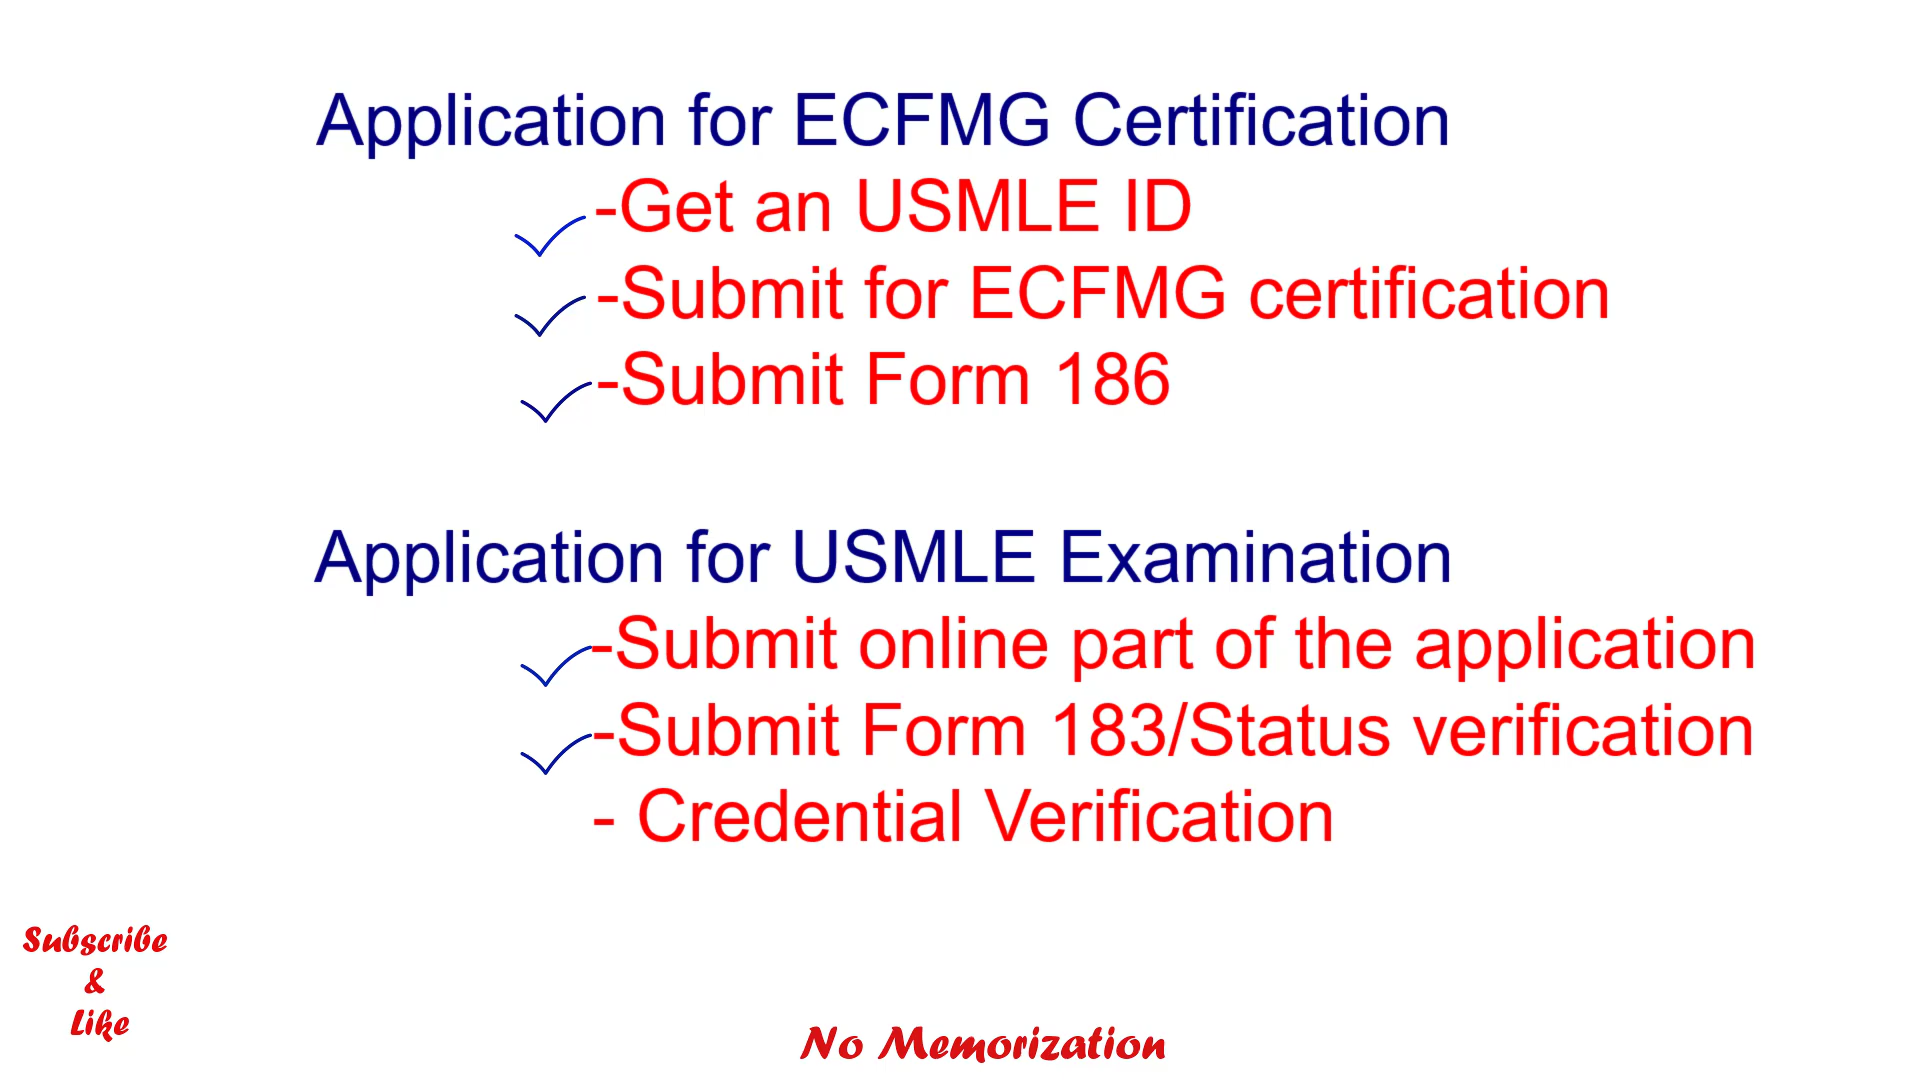 Application for ECFMG Certification
-Get an USMLE ID
-Submit for ECFMG certification
-Submit Form 186
Application for USMLE Examination
-Submit online part of the application
-Submit Form 183/Status verification
- Credential Verification
Subscribe
&
Like
No Memorization